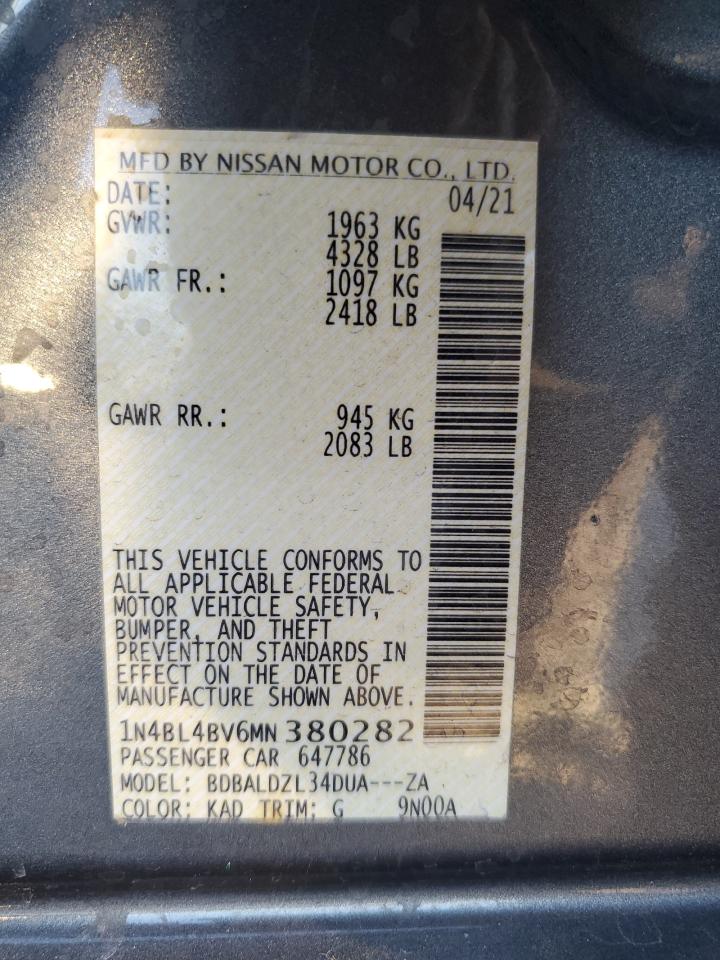 MFD BY NISSAN MOTOR CO., LTD.
DATE: 04/21
GVWR: 1963 KG
4328 LB
GAWR FR.: 1097 KG
2418 LB
GAWR RR.: 945 KG
2083 LB
THIS VEHICLE CONFORMS TO
ALL APPLICABLE FEDERAL
MOTOR VEHICLE SAFETY,
BUMPER, AND THEFT
PREVENTION STANDARDS IN
EFFECT ON THE DATE OF
MANUFACTURE SHOWN ABOVE.
1N4BL4BV6MN380282
PASSENGER CAR 647786
MODEL: BDBALDZL34DUA---ZA
COLOR: KAD TRIM: G 9N00A